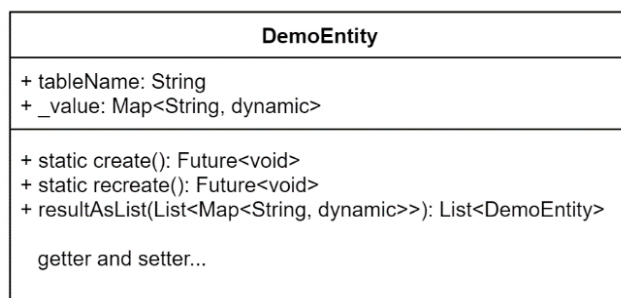 DemoEntity
+ tableName: String
+ _value: Map<String, dynamic>
+ static create(): Future<void>
+ static recreate(): Future<void>
+ resultAsList(List<Map<String, dynamic>>): List<DemoEntity>
getter and setter...